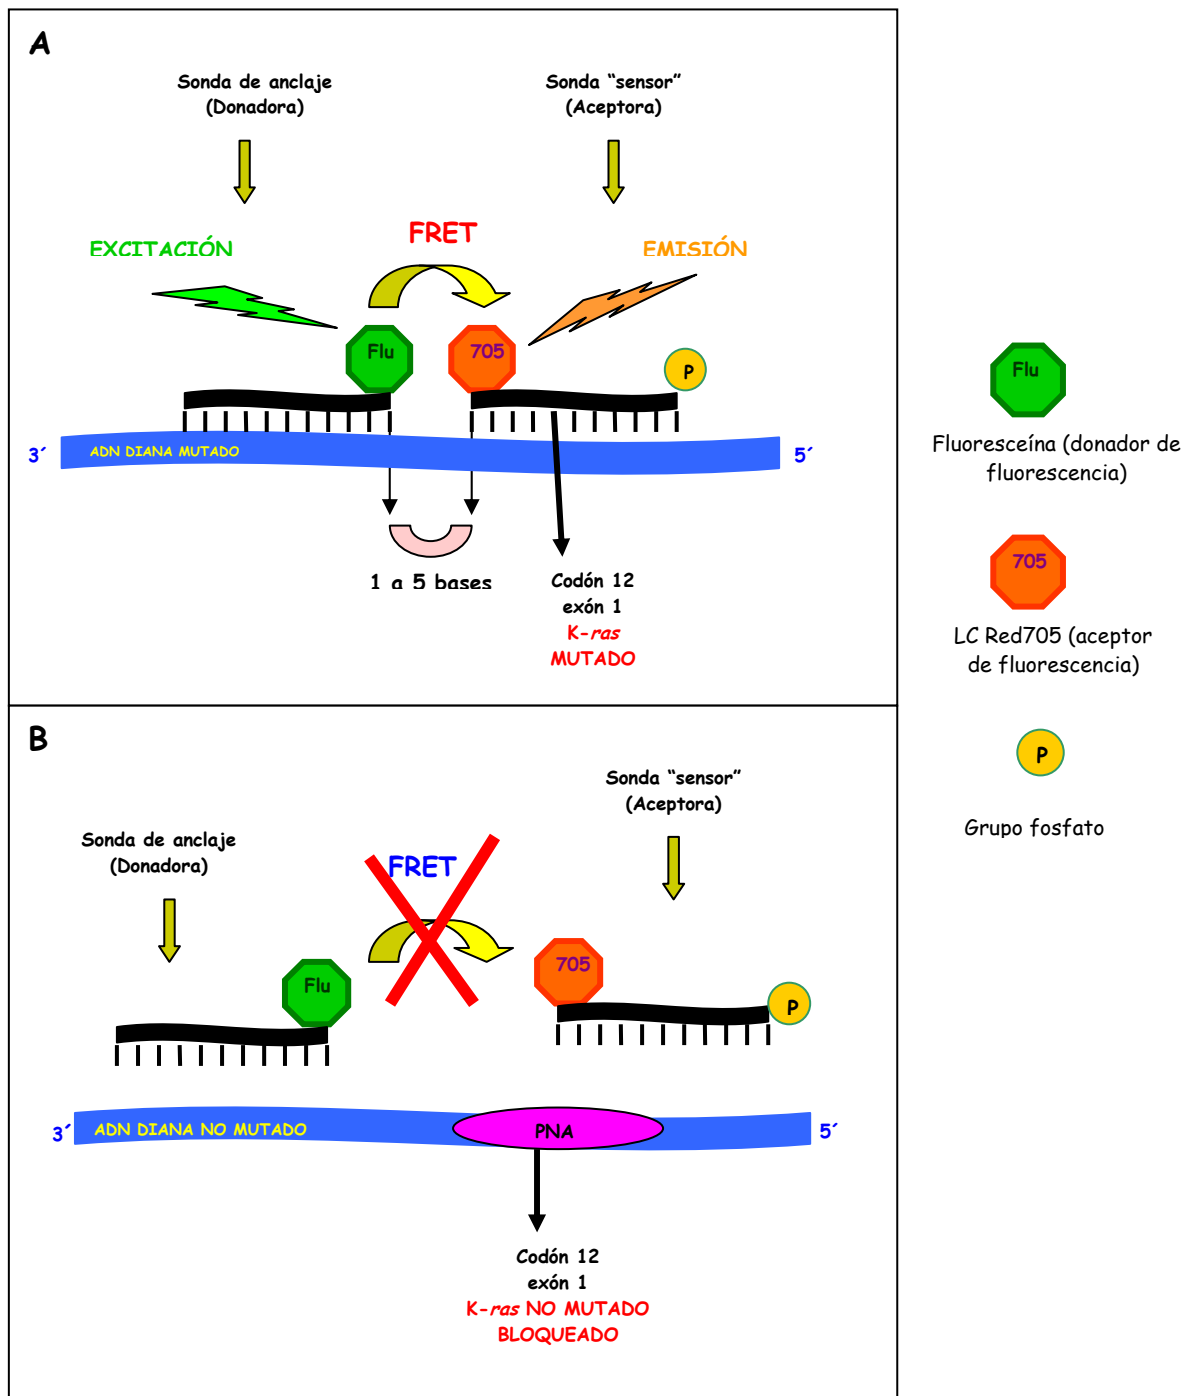 A
Sonda de anclaje
(Donadora)
Sonda “sensor”
(Aceptora)
EXCITACIÓN
FRET
EMISIÓN
Flu
705
P
3´
ADN DIANA MUTADO
5´
1 a 5 bases
Codón 12
exón 1
K-ras
MUTADO
Flu
Fluoresceína (donador de
fluorescencia)
705
LC Red705 (aceptor
de fluorescencia)
P
Grupo fosfato
B
Sonda “sensor”
(Aceptora)
Sonda de anclaje
(Donadora)
FRET
Flu
705
P
3´
ADN DIANA NO MUTADO
PNA
5´
Codón 12
exón 1
K-ras NO MUTADO
BLOQUEADO